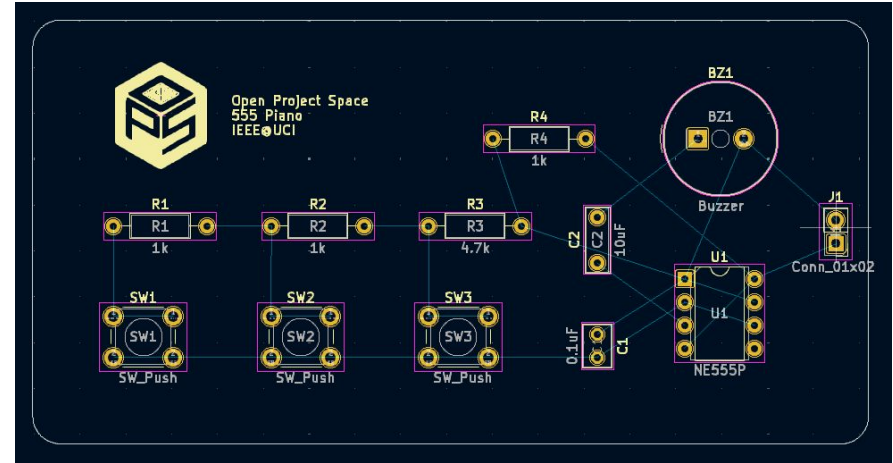 OPS
Open Project Space
555 Piano
IEEE@UCI
BZ1
BZ1
Buzzer
R4
R4
1k
J1
Conn_01x02
R1
R1
1k
R2
R2
1k
R3
R3
4.7k
C2
C2
10uF
U1
U1
NE555P
SW1
SW1
SW_Push
SW2
SW2
SW_Push
SW3
SW3
SW_Push
0.1uF
C1